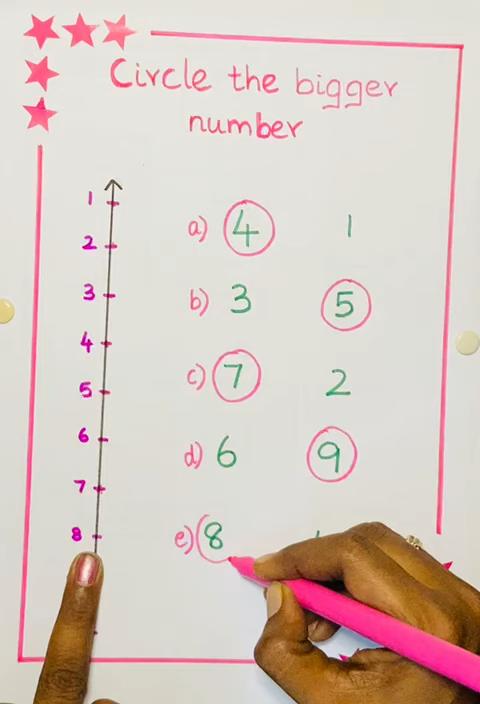 Circle the bigger
number
1
2
3
4
5
6
7
8
a) 4 1
b) 3 5
c) 7 2
d) 6 9
e) 8